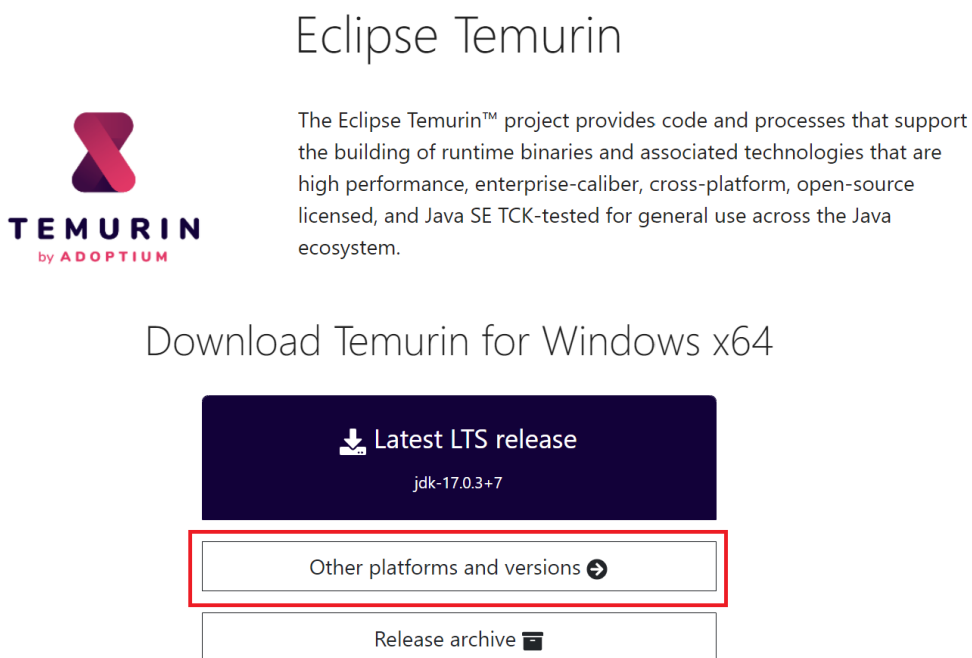 Eclipse Temurin
The Eclipse Temurin™ project provides code and processes that support
the building of runtime binaries and associated technologies that are
high performance, enterprise-caliber, cross-platform, open-source
licensed, and Java SE TCK-tested for general use across the Java
ecosystem.
TEMURIN
by ADOPTIUM
Download Temurin for Windows x64
Latest LTS release
jdk-17.0.3+7
Other platforms and versions
Release archive